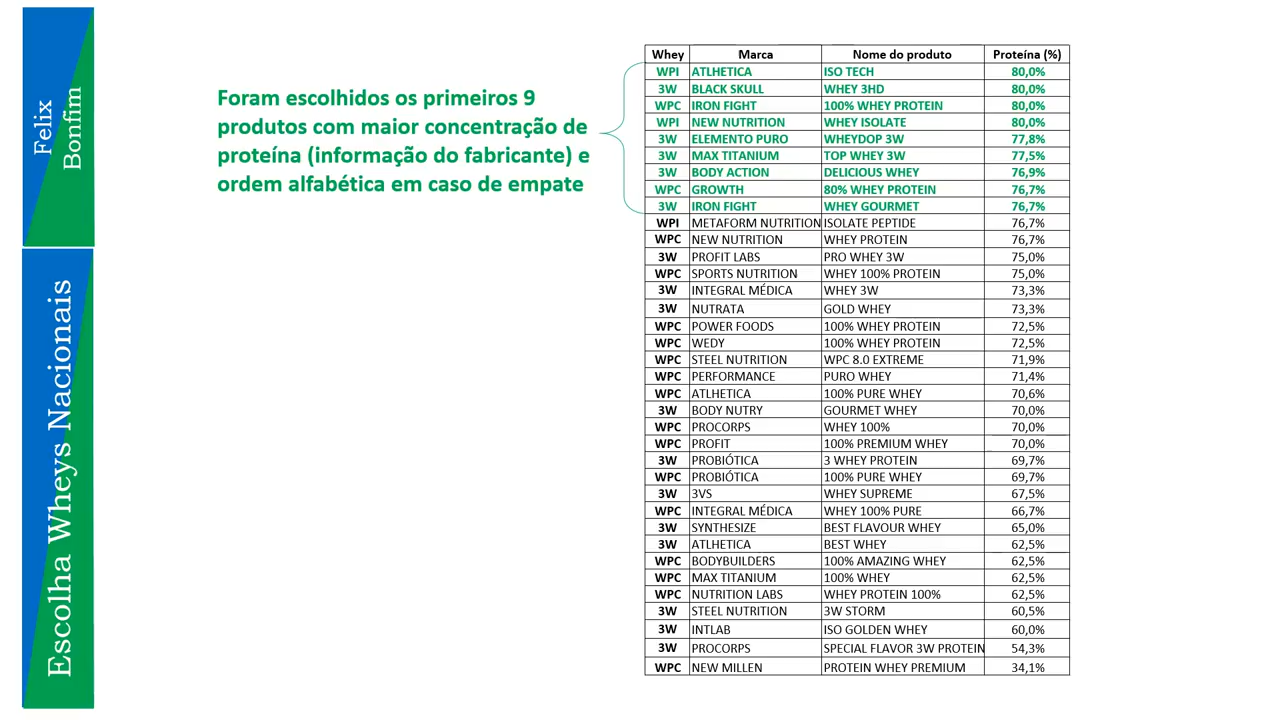 Felix
Bonfim
Escolha Wheys Nacionais
Foram escolhidos os primeiros 9
produtos com maior concentração de
proteína (informação do fabricante) e
ordem alfabética em caso de empate
Whey Marca Nome do produto Proteína (%)
WPI ATLHETICA ISO TECH 80,0%
3W BLACK SKULL WHEY 3HD 80,0%
WPC IRON FIGHT 100% WHEY PROTEIN 80,0%
WPI NEW NUTRITION WHEY ISOLATE 80,0%
3W ELEMENTO PURO WHEYDOP 3W 77,8%
3W MAX TITANIUM TOP WHEY 3W 77,5%
3W BODY ACTION DELICIOUS WHEY 76,9%
WPC GROWTH 80% WHEY PROTEIN 76,7%
3W IRON FIGHT WHEY GOURMET 76,7%
WPI METAFORM NUTRITION ISOLATE PEPTIDE 76,7%
WPC NEW NUTRITION WHEY PROTEIN 76,7%
3W PROFIT LABS PRO WHEY 3W 75,0%
WPC SPORTS NUTRITION WHEY 100% PROTEIN 75,0%
3W INTEGRAL MÉDICA WHEY 3W 73,3%
3W NUTRATA GOLD WHEY 73,3%
WPC POWER FOODS 100% WHEY PROTEIN 72,5%
WPC WEDY 100% WHEY PROTEIN 72,5%
WPC STEEL NUTRITION WPC 8.0 EXTREME 71,9%
WPC PERFORMANCE PURO WHEY 71,4%
WPC ATLHETICA 100% PURE WHEY 70,6%
3W BODY NUTRY GOURMET WHEY 70,0%
WPC PROCORPS WHEY 100% 70,0%
WPC PROFIT 100% PREMIUM WHEY 70,0%
3W PROBIÓTICA 3 WHEY PROTEIN 69,7%
WPC PROBIÓTICA 100% PURE WHEY 69,7%
3W 3VS WHEY SUPREME 67,5%
WPC INTEGRAL MÉDICA WHEY 100% PURE 66,7%
3W SYNTHESIZE BEST FLAVOUR WHEY 65,0%
3W ATLHETICA BEST WHEY 62,5%
WPC BODYBUILDERS 100% AMAZING WHEY 62,5%
WPC MAX TITANIUM 100% WHEY 62,5%
WPC NUTRITION LABS WHEY PROTEIN 100% 62,5%
3W STEEL NUTRITION 3W STORM 60,5%
3W INTLAB ISO GOLDEN WHEY 60,0%
3W PROCORPS SPECIAL FLAVOR 3W PROTEIN 54,3%
WPC NEW MILLEN PROTEIN WHEY PREMIUM 34,1%